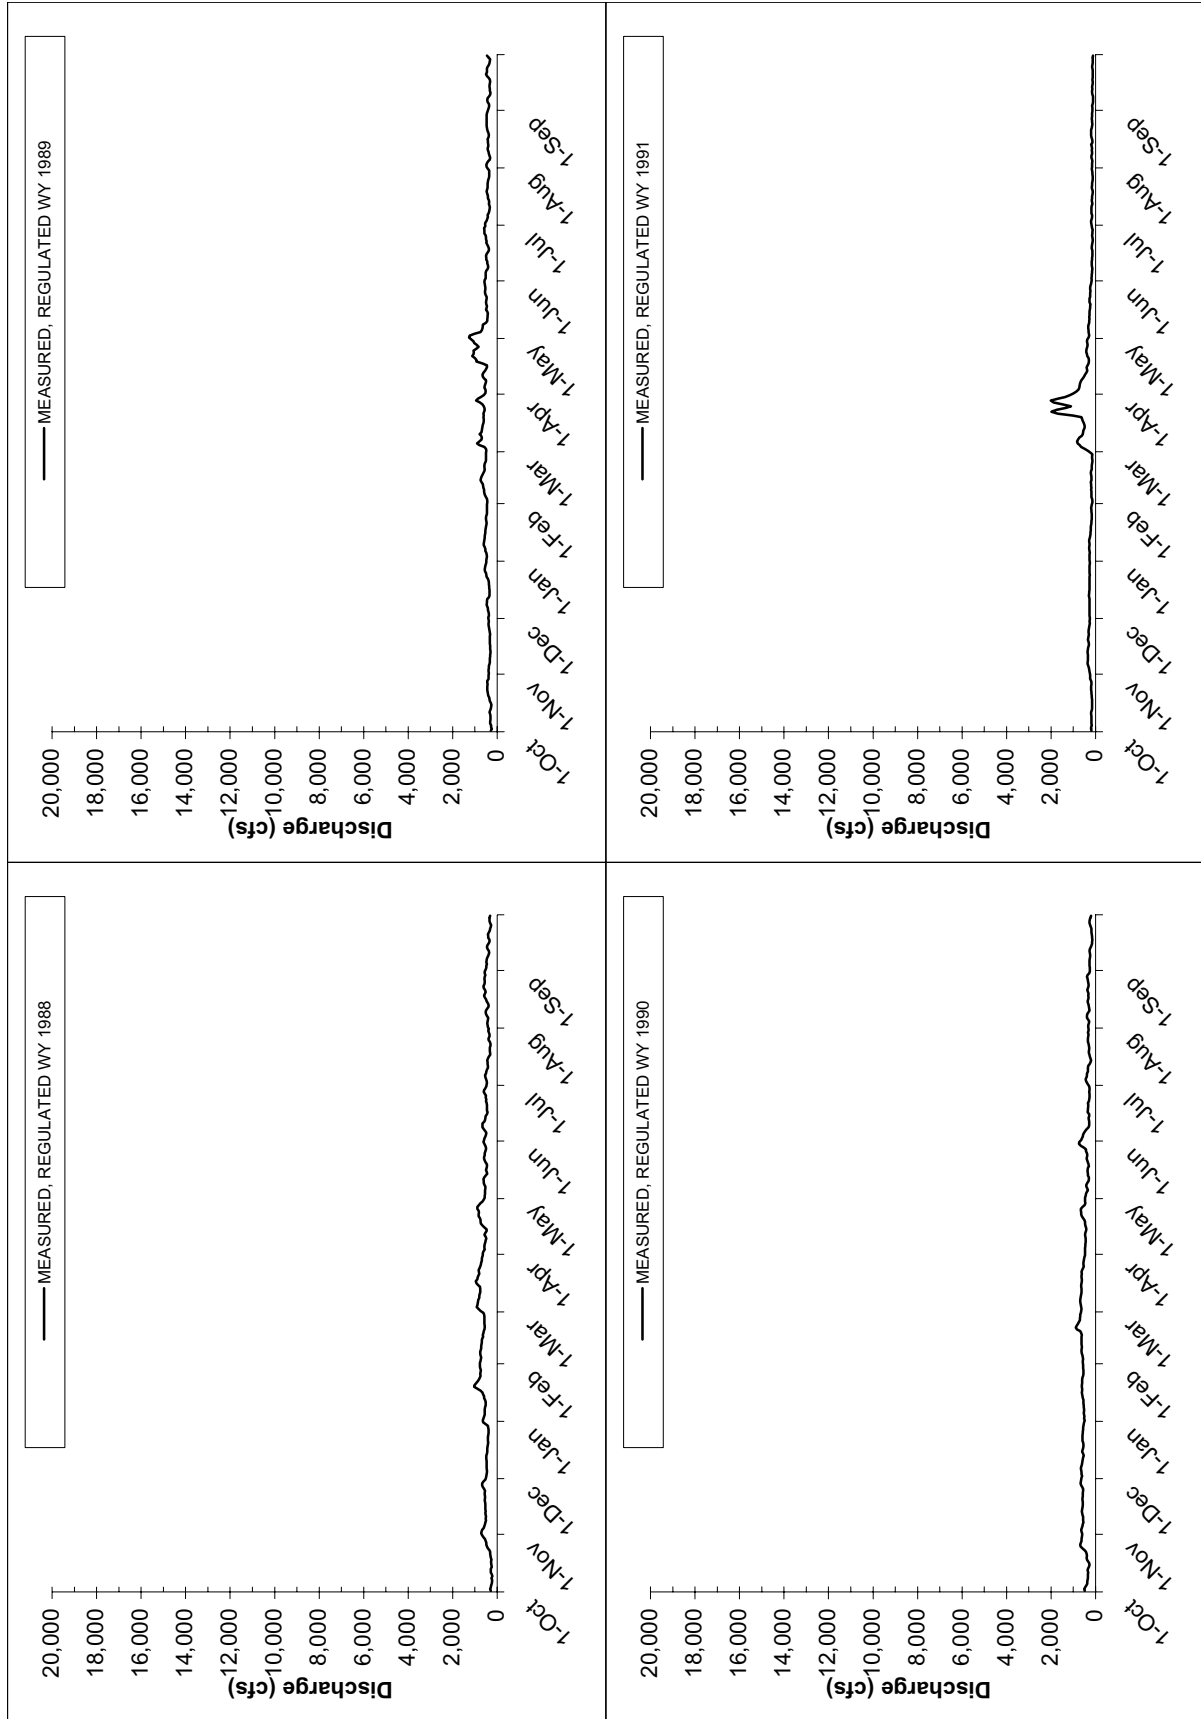 MEASURED, REGULATED WY 1988
20,000
18,000
16,000
14,000
12,000
10,000
8,000
6,000
4,000
2,000
0
Discharge (cfs)
1-Oct
1-Nov
1-Dec
1-Jan
1-Feb
1-Mar
1-Apr
1-May
1-Jun
1-Jul
1-Aug
1-Sep
MEASURED, REGULATED WY 1989
20,000
18,000
16,000
14,000
12,000
10,000
8,000
6,000
4,000
2,000
0
Discharge (cfs)
1-Oct
1-Nov
1-Dec
1-Jan
1-Feb
1-Mar
1-Apr
1-May
1-Jun
1-Jul
1-Aug
1-Sep
MEASURED, REGULATED WY 1990
20,000
18,000
16,000
14,000
12,000
10,000
8,000
6,000
4,000
2,000
0
Discharge (cfs)
1-Oct
1-Nov
1-Dec
1-Jan
1-Feb
1-Mar
1-Apr
1-May
1-Jun
1-Jul
1-Aug
1-Sep
MEASURED, REGULATED WY 1991
20,000
18,000
16,000
14,000
12,000
10,000
8,000
6,000
4,000
2,000
0
Discharge (cfs)
1-Oct
1-Nov
1-Dec
1-Jan
1-Feb
1-Mar
1-Apr
1-May
1-Jun
1-Jul
1-Aug
1-Sep